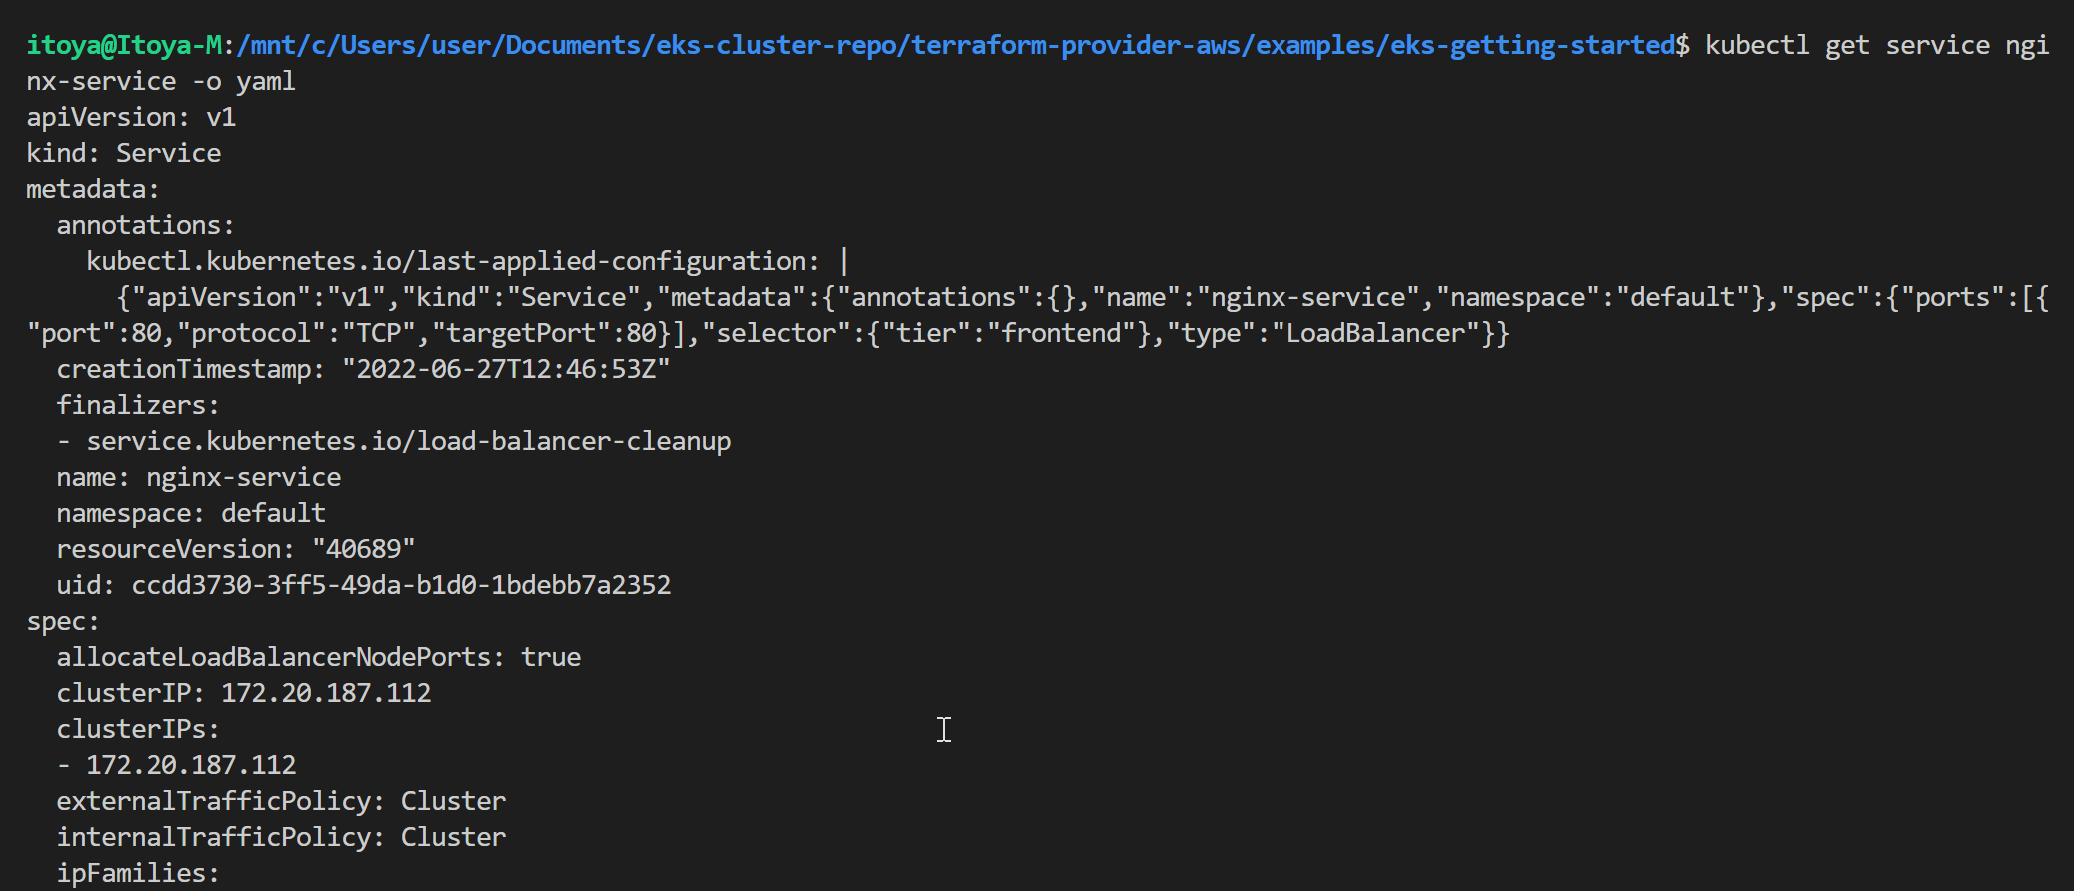 itoya@Itoya-M:/mnt/c/Users/user/Documents/eks-cluster-repo/terraform-provider-aws/examples/eks-getting-started$ kubectl get service ngi
nx-service -o yaml
apiVersion: v1
kind: Service
metadata:
  annotations:
    kubectl.kubernetes.io/last-applied-configuration: |
      {"apiVersion":"v1","kind":"Service","metadata":{"annotations":{},"name":"nginx-service","namespace":"default"},"spec":{"ports":[{
"port":80,"protocol":"TCP","targetPort":80}],"selector":{"tier":"frontend"},"type":"LoadBalancer"}}
  creationTimestamp: "2022-06-27T12:46:53Z"
  finalizers:
  - service.kubernetes.io/load-balancer-cleanup
  name: nginx-service
  namespace: default
  resourceVersion: "40689"
  uid: ccdd3730-3ff5-49da-b1d0-1bdebb7a2352
spec:
  allocateLoadBalancerNodePorts: true
  clusterIP: 172.20.187.112
  clusterIPs:
  - 172.20.187.112
  externalTrafficPolicy: Cluster
  internalTrafficPolicy: Cluster
  ipFamilies: